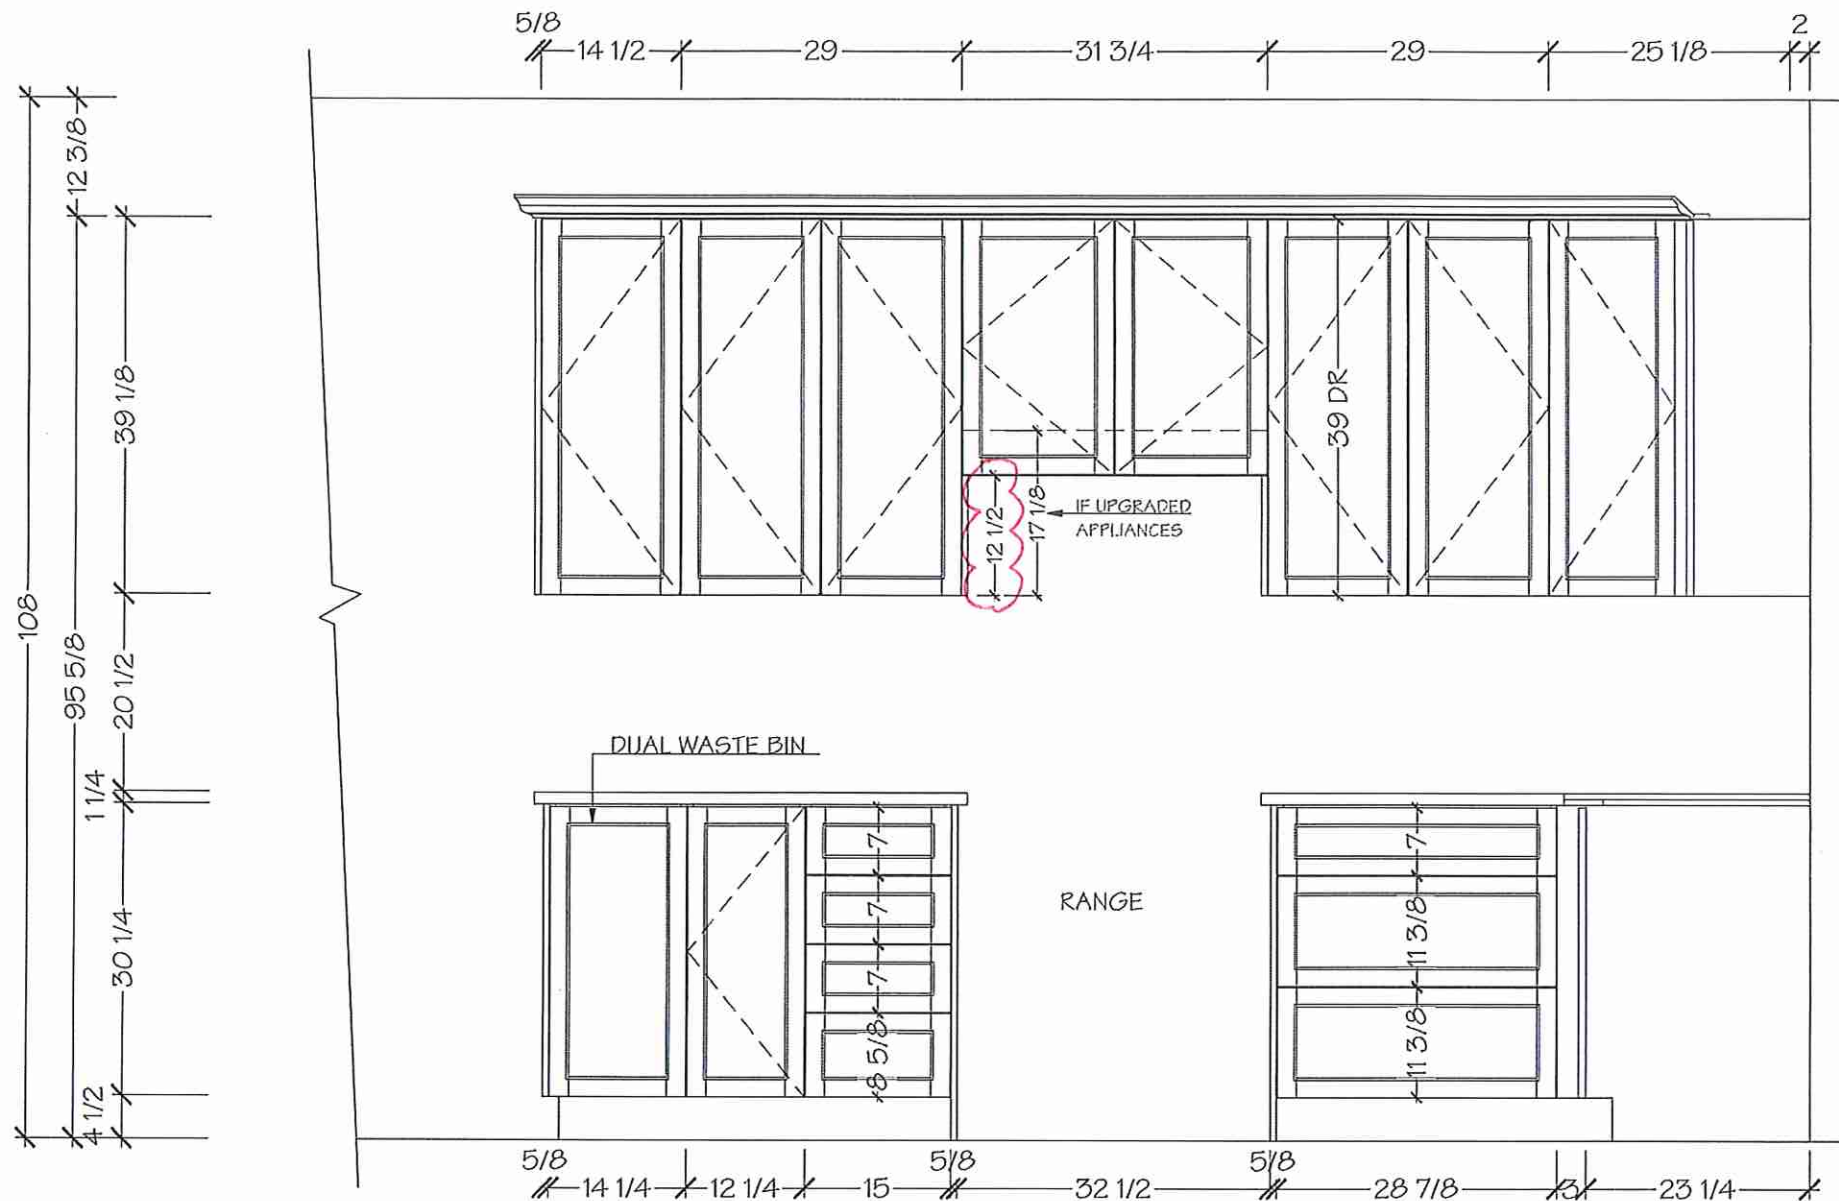 5/8 2
14 1/2 29 31 3/4 29 25 1/8
12 3/8
39 1/8
39 DR
17 1/8
12 1/2
IF UPGRADED
APPLIANCES
108
95 5/8
20 1/2
DUAL WASTE BIN
1 1/4
7 7
RANGE
30 1/4
7 11 3/8
7
8 5/8 11 3/8
4 1/2
5/8 5/8 5/8
14 1/4 12 1/4 15 32 1/2 28 7/8 3 23 1/4